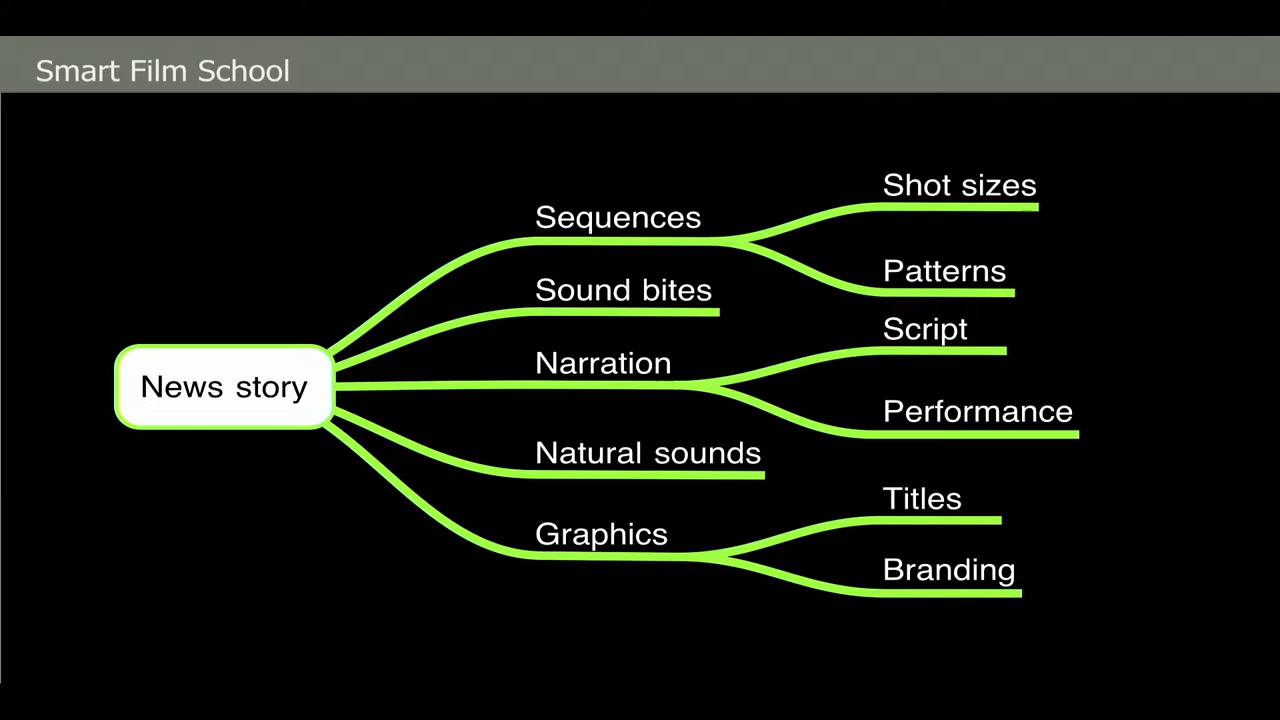 Smart Film School
News story
Sequences
Shot sizes
Patterns
Sound bites
Narration
Script
Performance
Natural sounds
Graphics
Titles
Branding